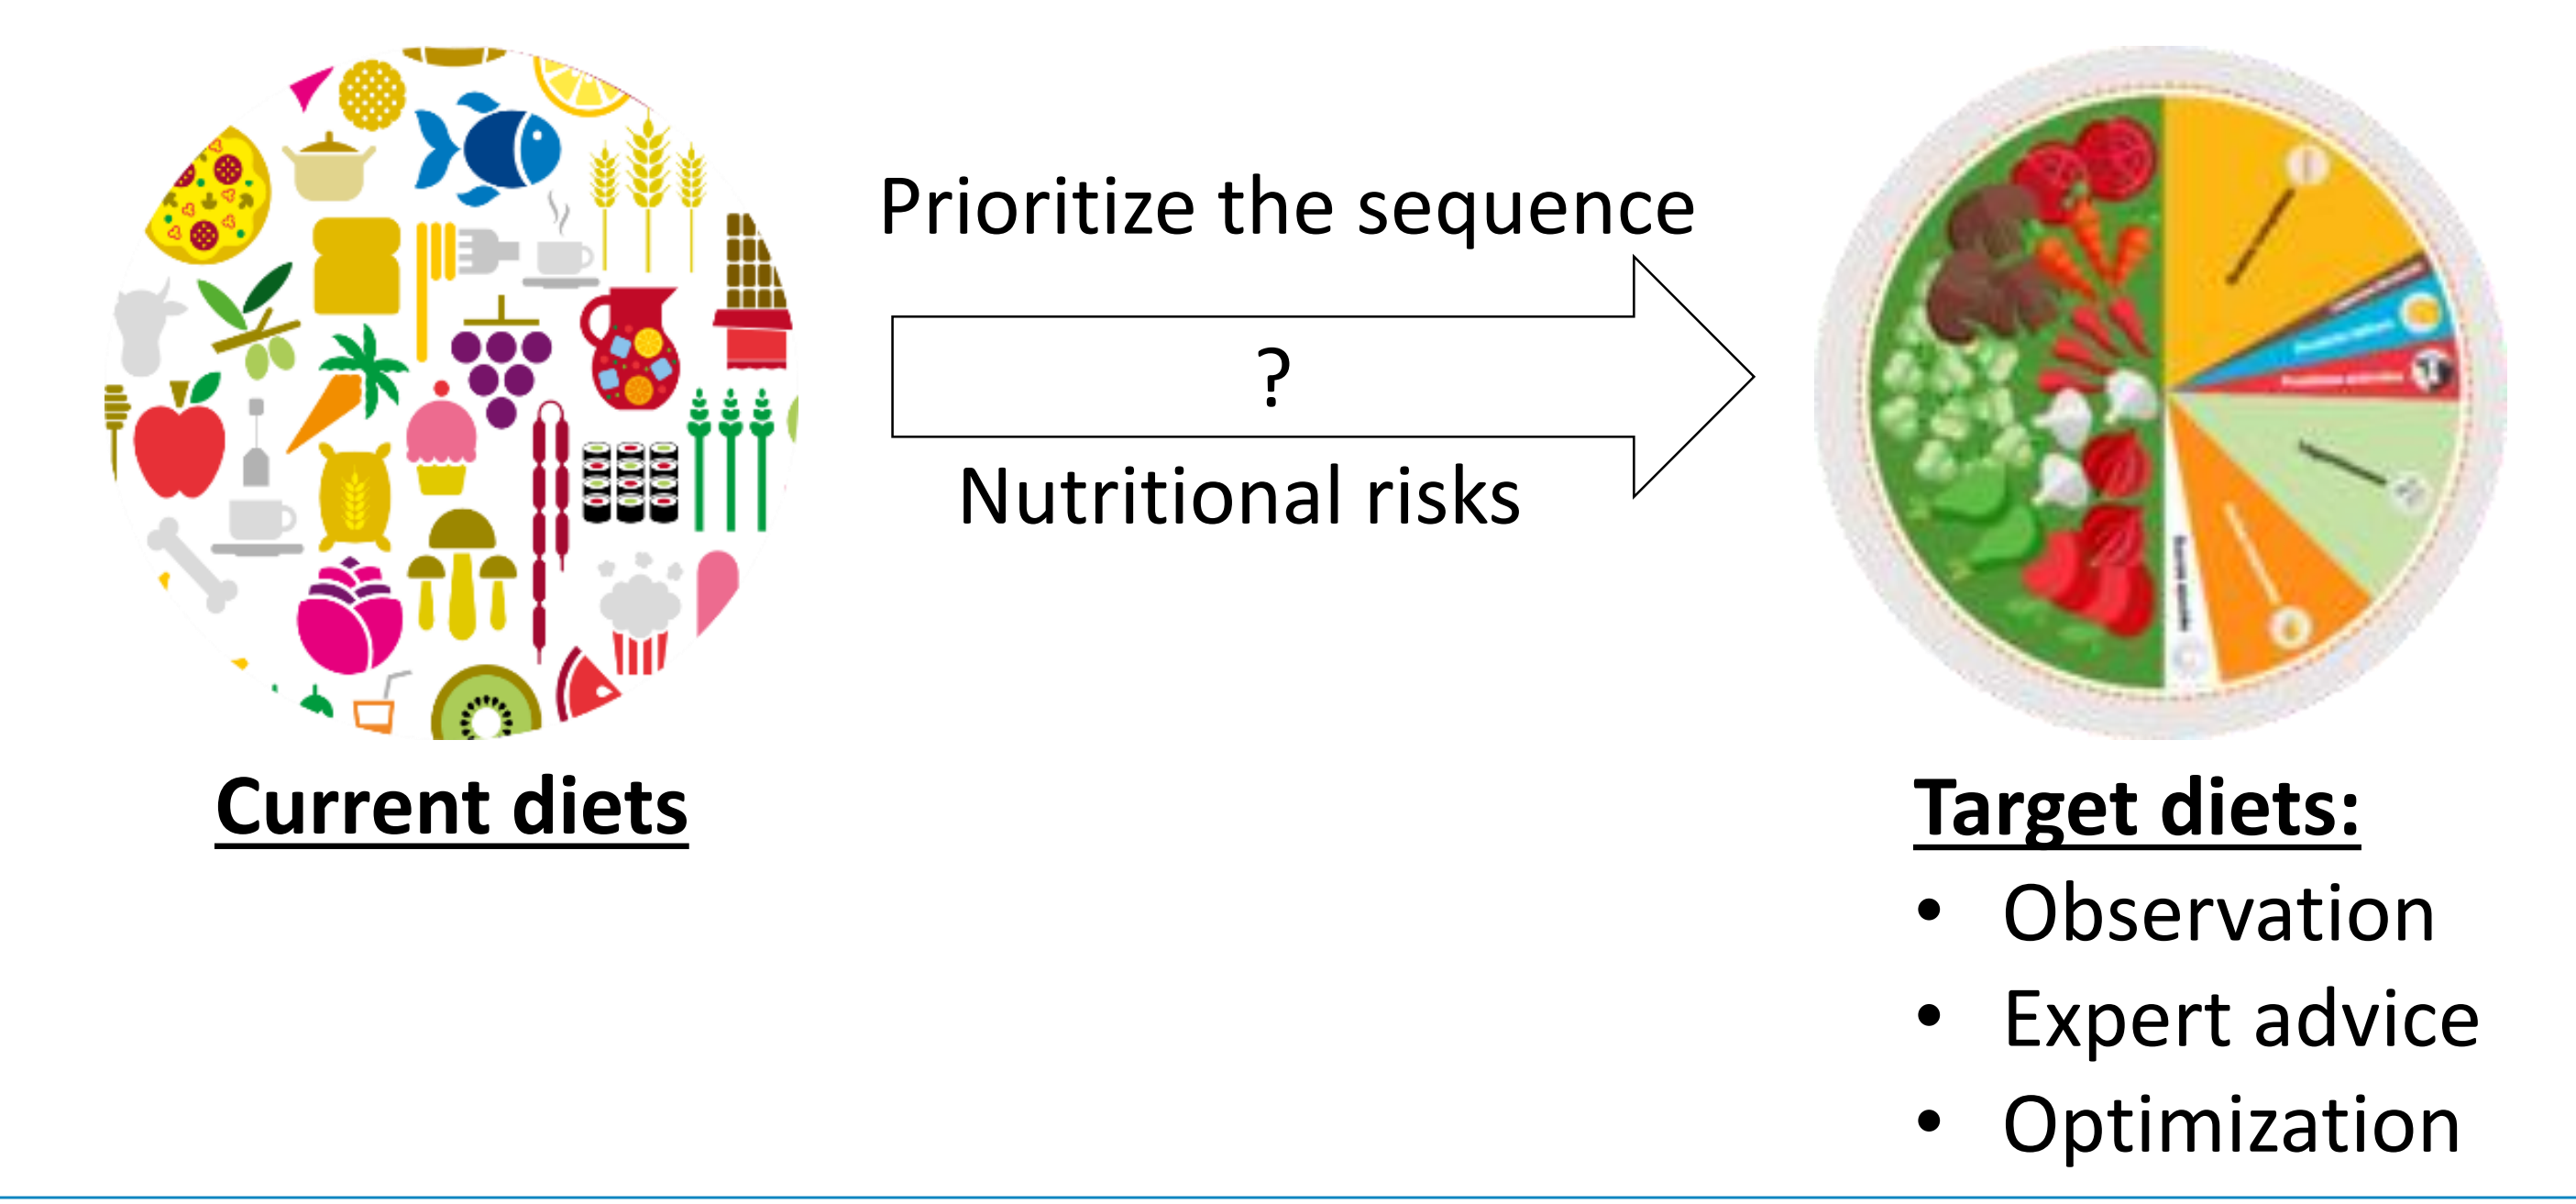 Prioritize the sequence
?
Nutritional risks
Current diets
Target diets:
• Observation
• Expert advice
• Optimization